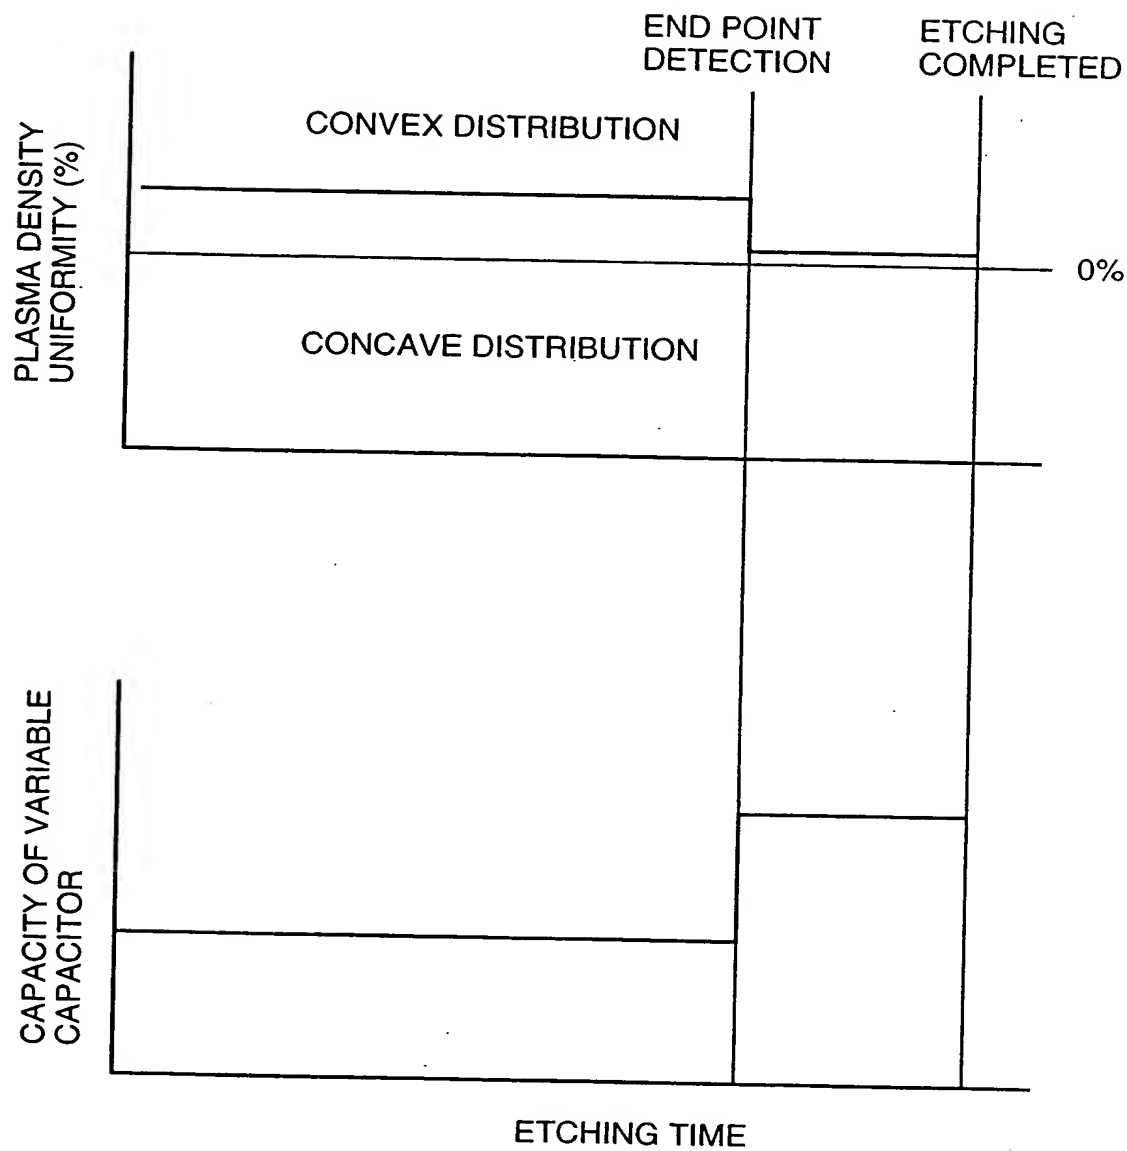 END POINT
DETECTION
ETCHING
COMPLETED
PLASMA DENSITY
UNIFORMITY (%)
CONVEX DISTRIBUTION
0%
CONCAVE DISTRIBUTION
CAPACITY OF VARIABLE
CAPACITOR
ETCHING TIME